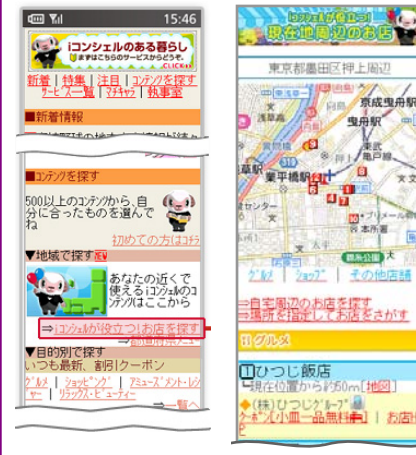 15:46
iコンシェルのある暮らし
まずはこちらのサービスからどうぞ。
CLICK!!
新着 | 特集 | 注目 | コンテンツを探す
サービス一覧 | マチキャラ | 執事室
■新着情報
■コンテンツを探す
500以上のコンテンツから、自分に合ったものを選んでね
初めての方はコチラ
▼地域で探すNEW
あなたの近くで
使えるiコンシェルのコ
ンテンツはここから
⇒iコンシェルが役立つ!お店を探す
▼目的別で探す
いつも最新、割引クーポン
グルメ | ショッピング | アミューズメント・レジャー | リラックス・ビューティー
⇒一覧へ
iコンシェルが役立つ!
現在地周辺のお店
東京都墨田区押上周辺
京成曳舟駅
曳舟駅
向島
東武
亀戸線
業平橋駅
押上
錦糸公園
グルメ | ショップ | その他店舗
⇒自宅周辺のお店を探す
⇒場所を指定してお店をさがす
グルメ
1ひつじ飯店
現在位置から約50m[地図]
◆(株)ひつじグループ
クーポン[小皿一品無料] | お店